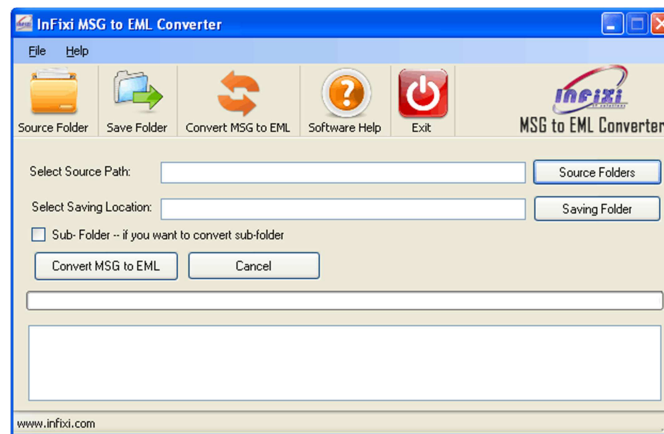 InFixi MSG to EML Converter
File Help
Source Folder Save Folder Convert MSG to EML Software Help Exit
InFixi
MSG to EML Converter
Select Source Path: Source Folders
Select Saving Location: Saving Folder
Sub- Folder -- if you want to convert sub-folder
Convert MSG to EML Cancel
www.infixi.com